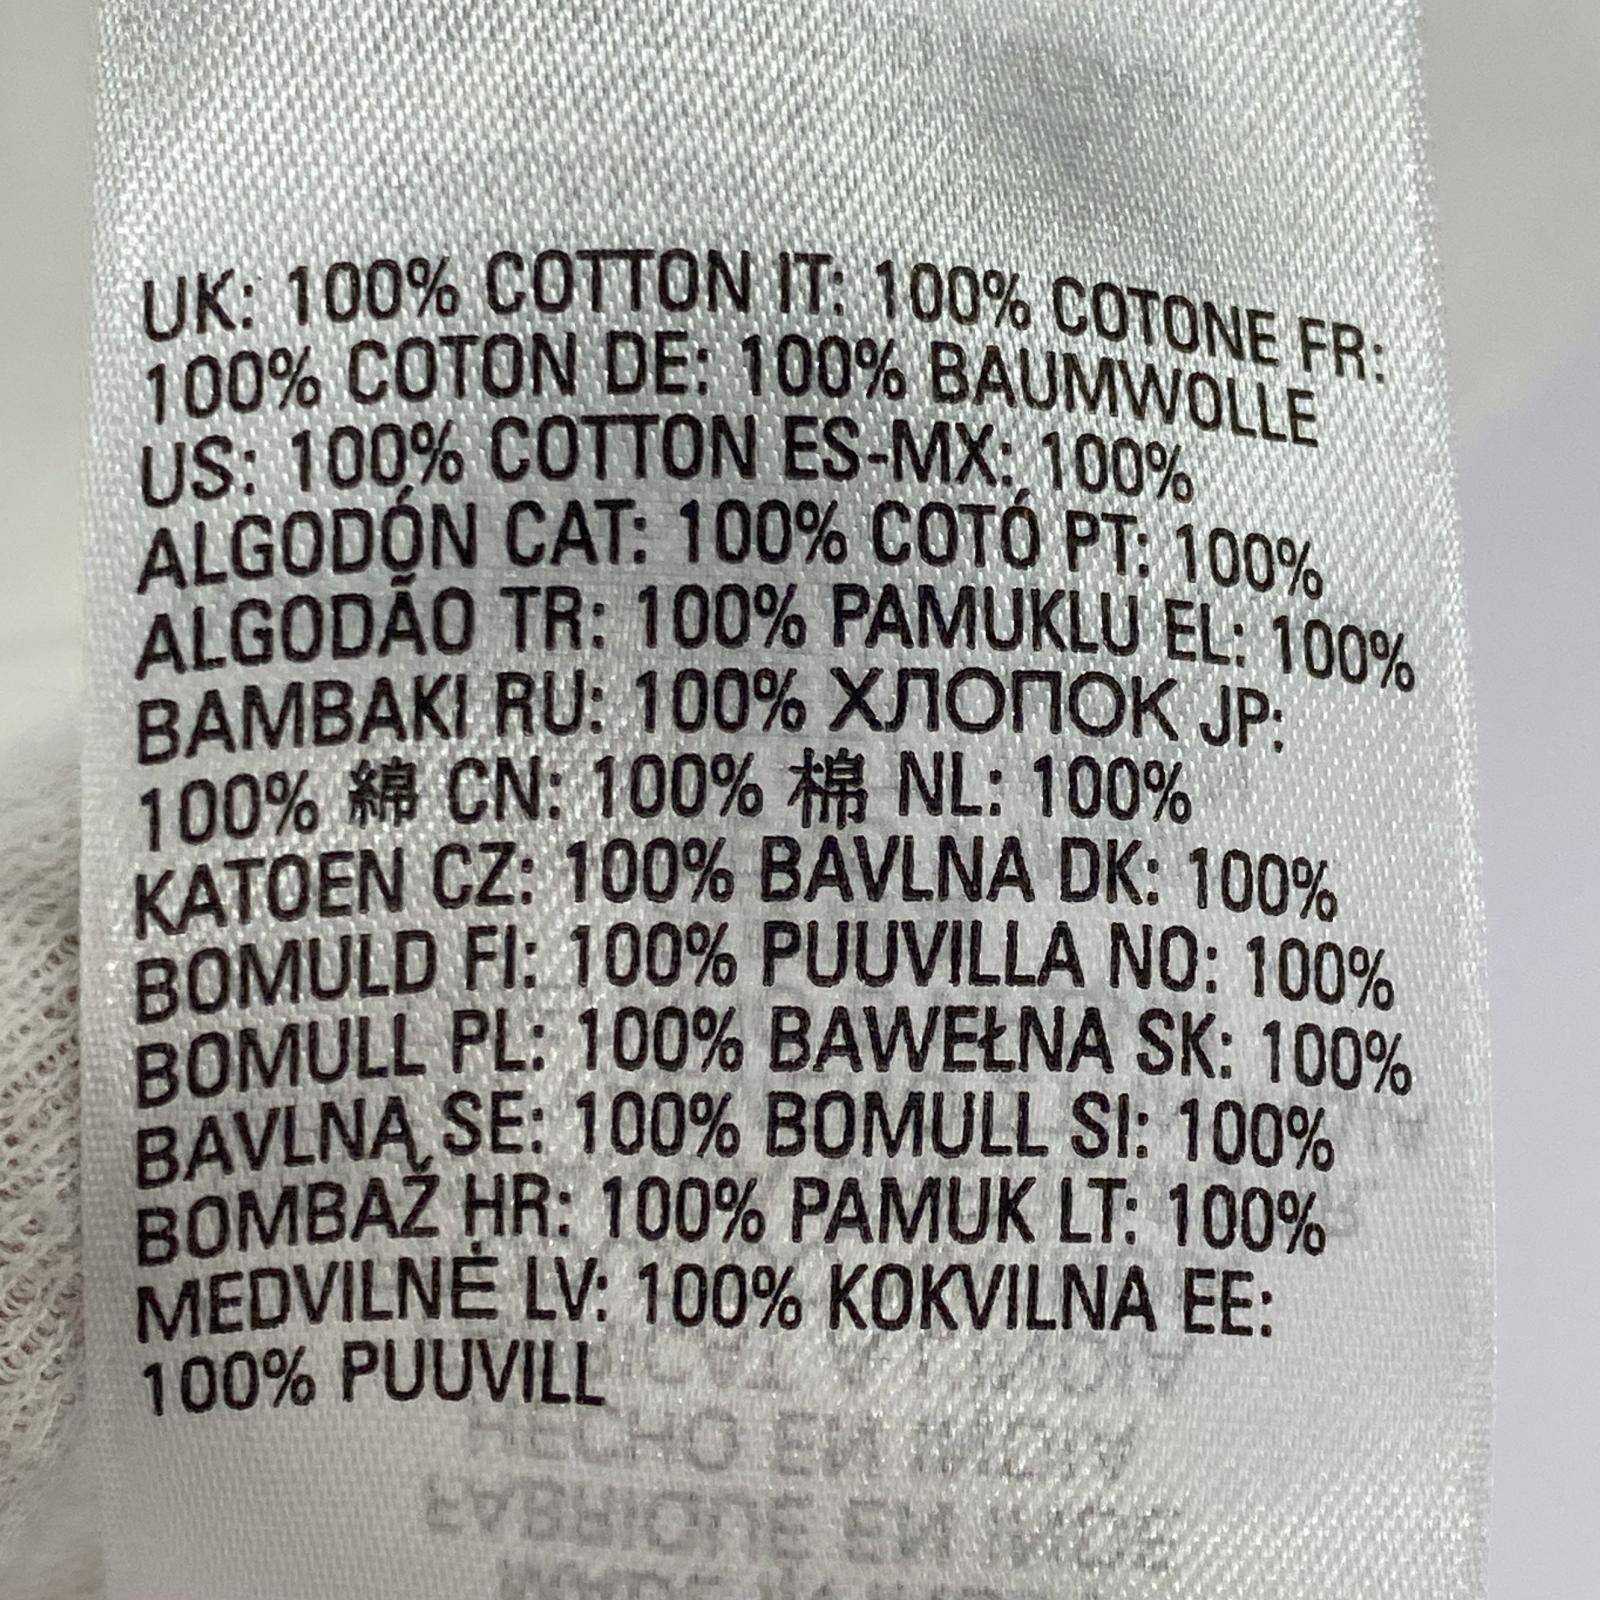 UK: 100% COTTON IT: 100% COTONE FR:
100% COTON DE: 100% BAUMWOLLE
US: 100% COTTON ES-MX: 100%
ALGODÓN CAT: 100% COTÓ PT: 100%
ALGODÃO TR: 100% PAMUKLU EL: 100%
BAMBAKI RU: 100% ХЛОПОК JP:
100% 綿 CN: 100% 棉 NL: 100%
KATOEN CZ: 100% BAVLNA DK: 100%
BOMULD FI: 100% PUUVILLA NO: 100%
BOMULL PL: 100% BAWEŁNA SK: 100%
BAVLNA SE: 100% BOMULL SI: 100%
BOMBAŽ HR: 100% PAMUK LT: 100%
MEDVILNĖ LV: 100% KOKVILNA EE:
100% PUUVILL
HECHO EN
FABRIQUE EN